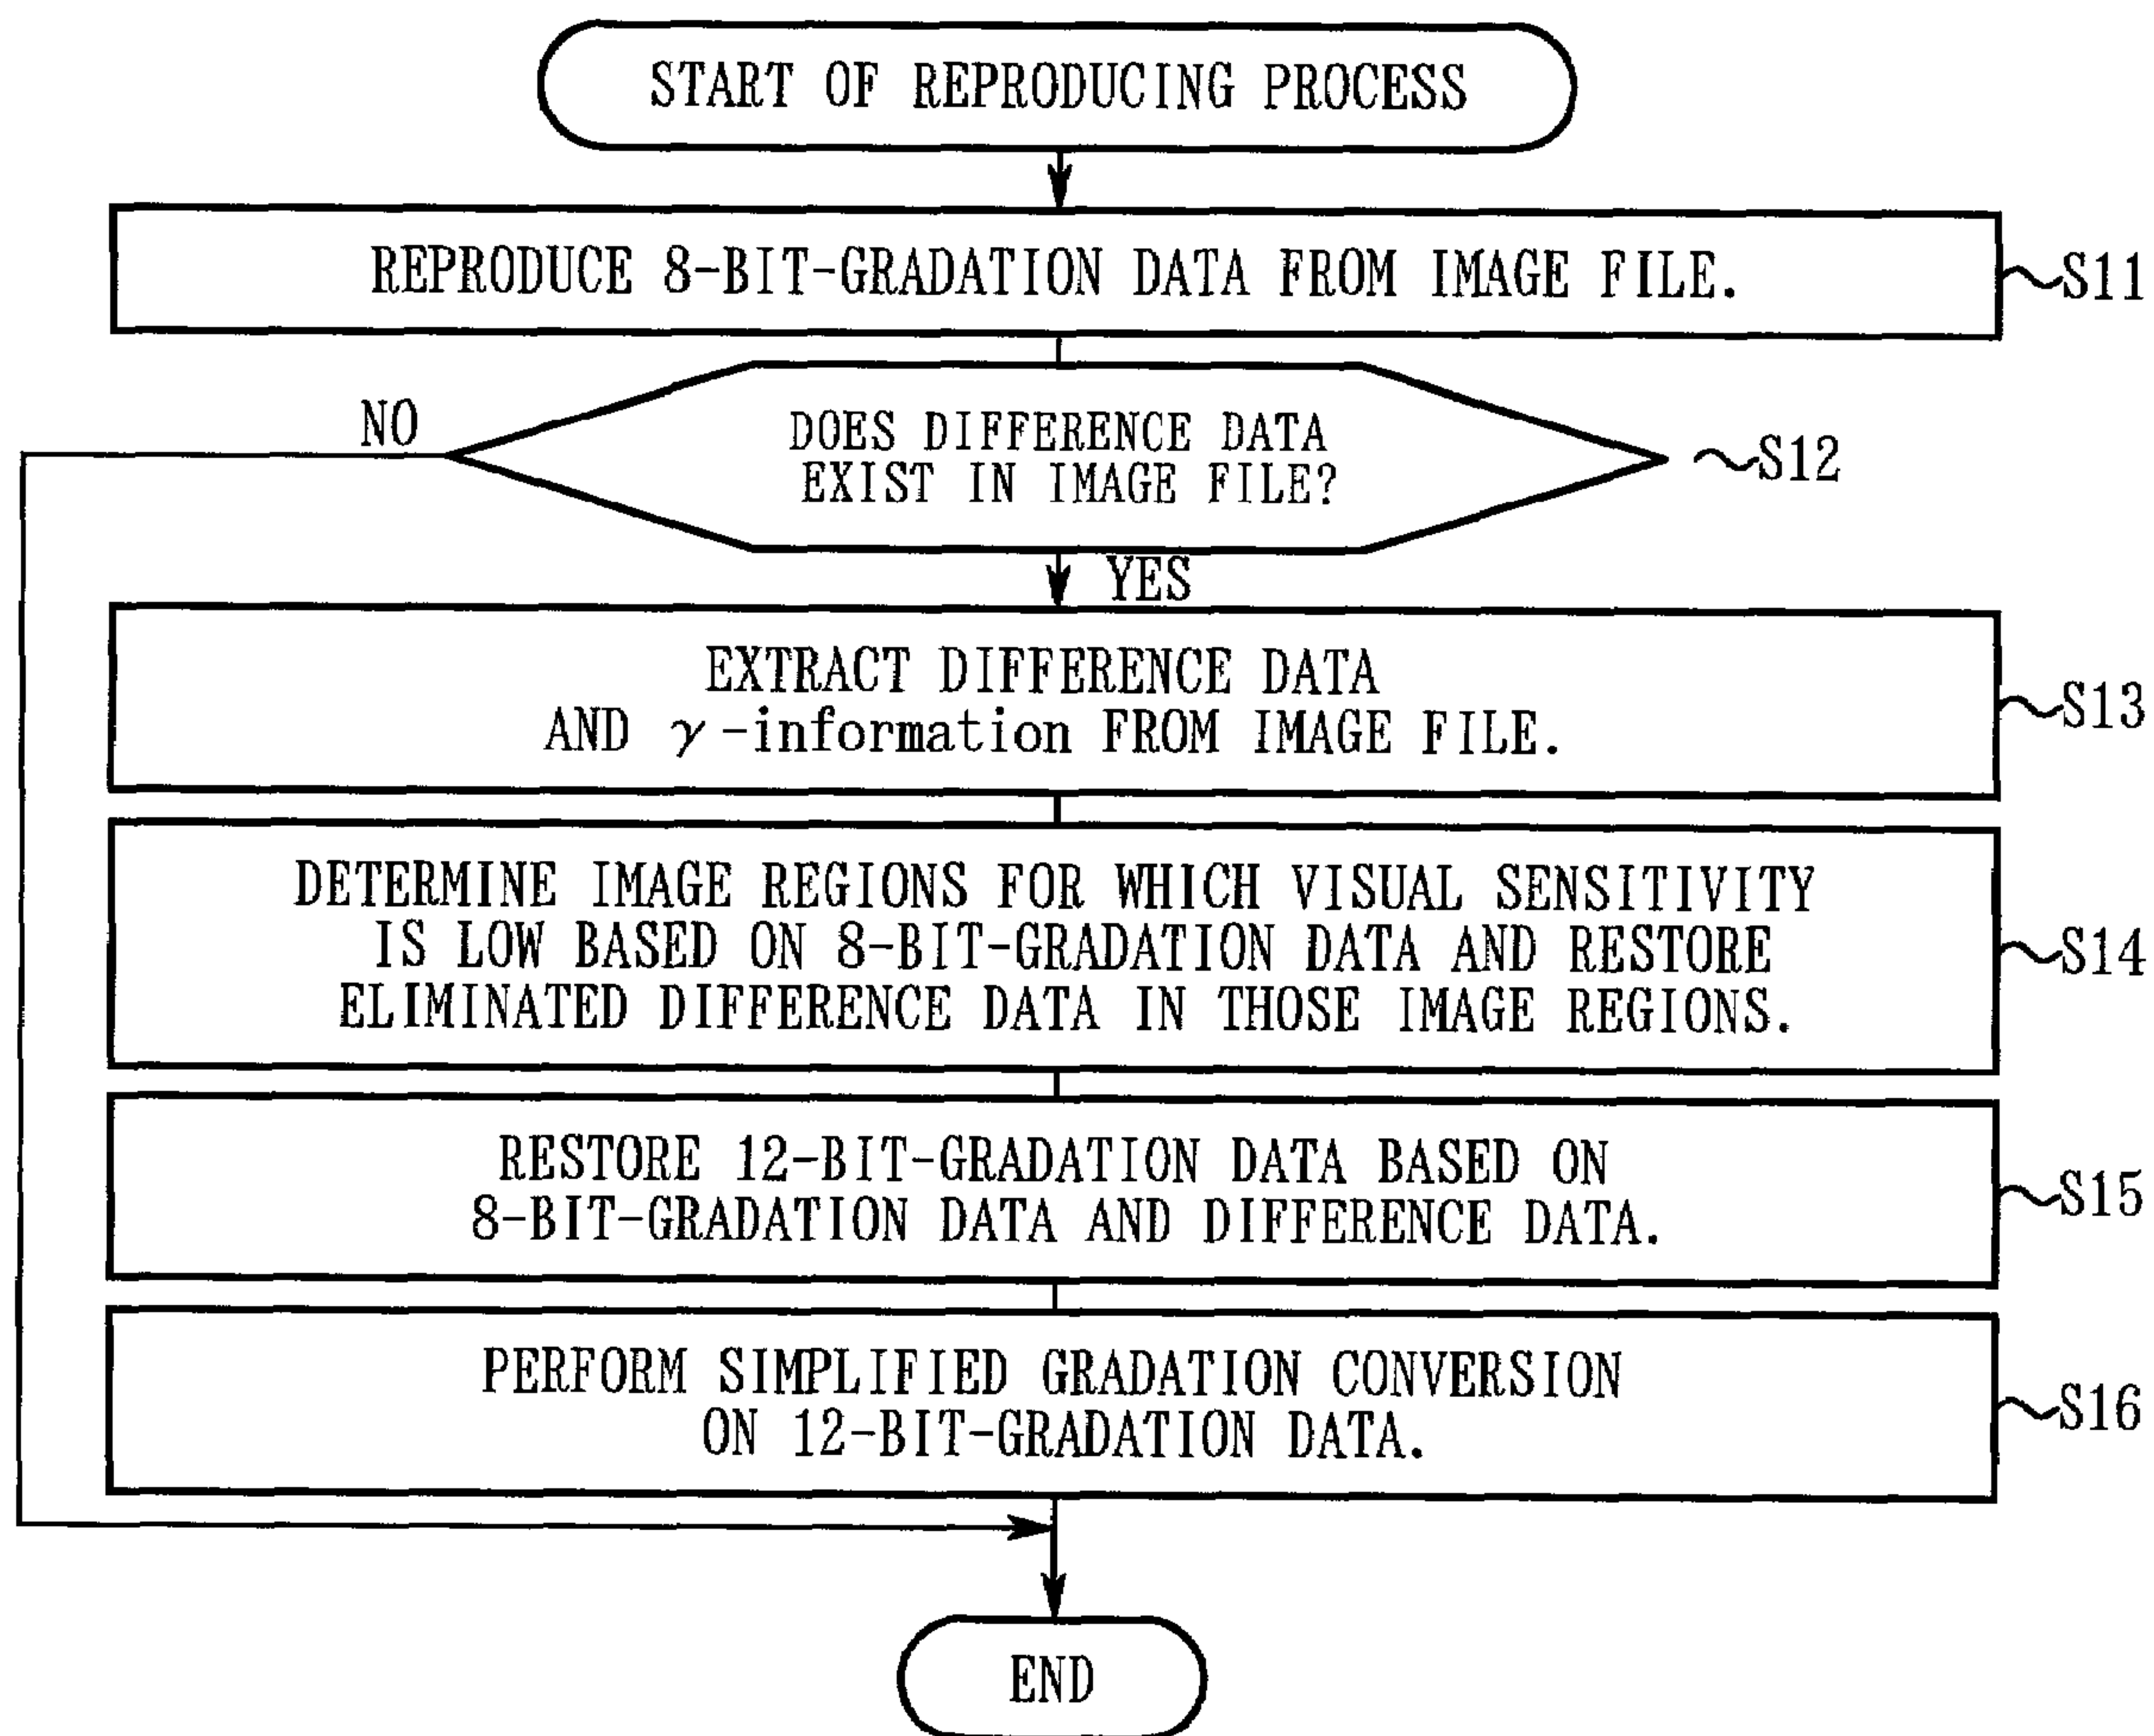 START OF REPRODUCING PROCESS
REPRODUCE 8-BIT-GRADATION DATA FROM IMAGE FILE.
S11
NO
DOES DIFFERENCE DATA
EXIST IN IMAGE FILE?
S12
YES
EXTRACT DIFFERENCE DATA
AND γ-information FROM IMAGE FILE.
S13
DETERMINE IMAGE REGIONS FOR WHICH VISUAL SENSITIVITY
IS LOW BASED ON 8-BIT-GRADATION DATA AND RESTORE
ELIMINATED DIFFERENCE DATA IN THOSE IMAGE REGIONS.
S14
RESTORE 12-BIT-GRADATION DATA BASED ON
8-BIT-GRADATION DATA AND DIFFERENCE DATA.
S15
PERFORM SIMPLIFIED GRADATION CONVERSION
ON 12-BIT-GRADATION DATA.
S16
END